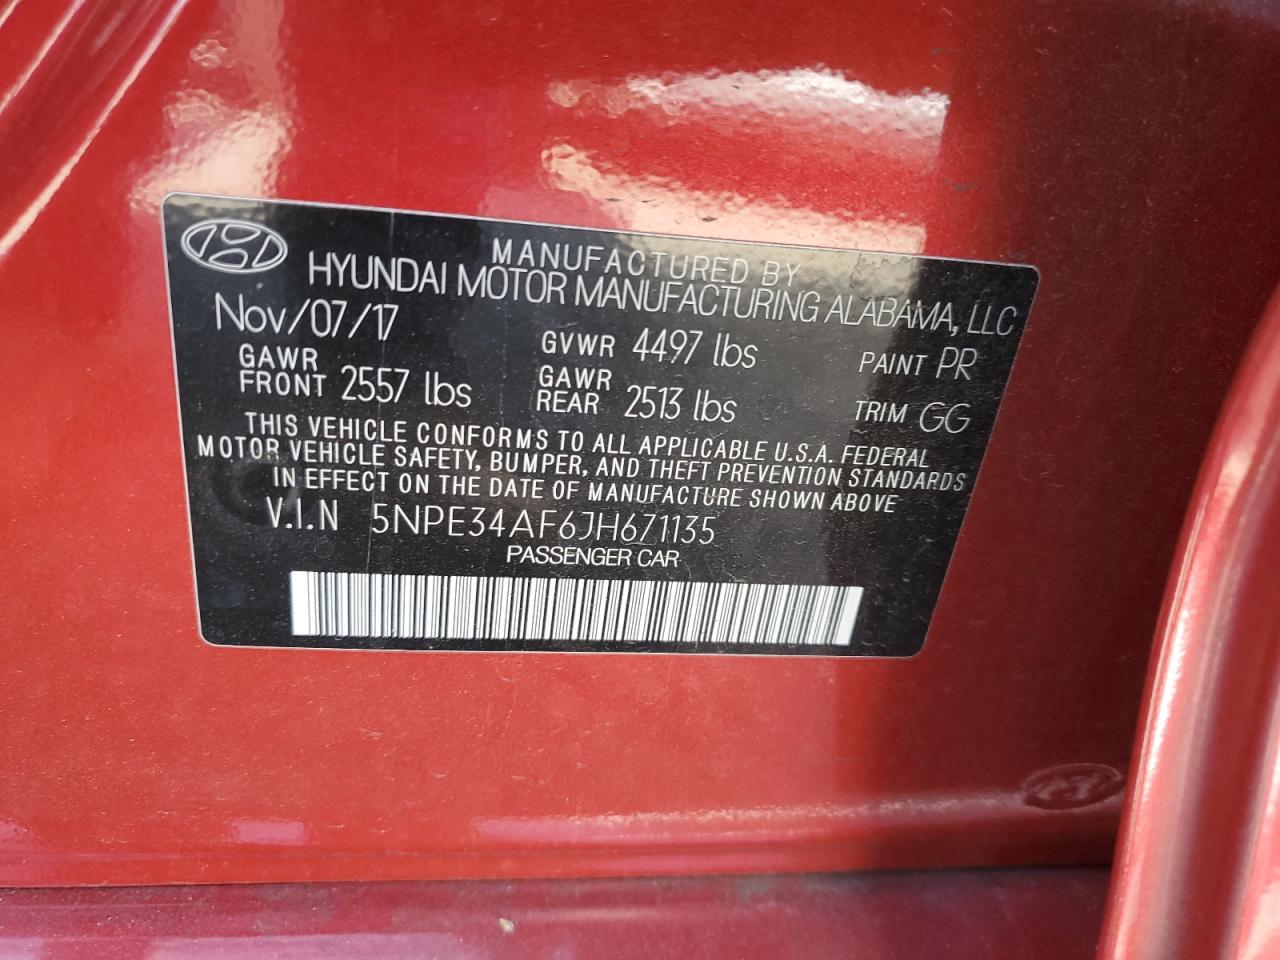 MANUFACTURED BY
HYUNDAI MOTOR MANUFACTURING ALABAMA, LLC
Nov/07/17 GVWR 4497 lbs PAINT PR
GAWR FRONT 2557 lbs GAWR REAR 2513 lbs TRIM GG
THIS VEHICLE CONFORMS TO ALL APPLICABLE U.S.A. FEDERAL
MOTOR VEHICLE SAFETY, BUMPER, AND THEFT PREVENTION STANDARDS
IN EFFECT ON THE DATE OF MANUFACTURE SHOWN ABOVE
V.I.N 5NPE34AF6JH671135
PASSENGER CAR